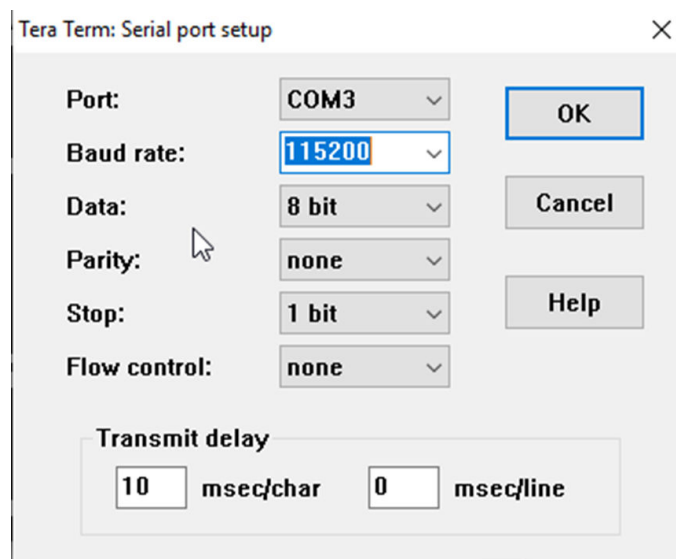 Tera Term: Serial port setup
Port: COM3 OK
Baud rate: 115200
Data: 8 bit Cancel
Parity: none
Stop: 1 bit Help
Flow control: none
Transmit delay
10 msec/char 0 msec/line